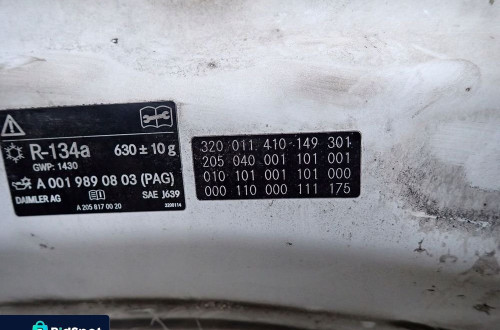 R-134a 630 ± 10 g
GWP: 1430
A 001 989 08 03 (PAG)
DAIMLER AG SAE J639
A 205 817 00 20
320 011 410 149 301
205 040 001 101 001
010 101 001 101 000
000 110 000 111 175
BidSpot